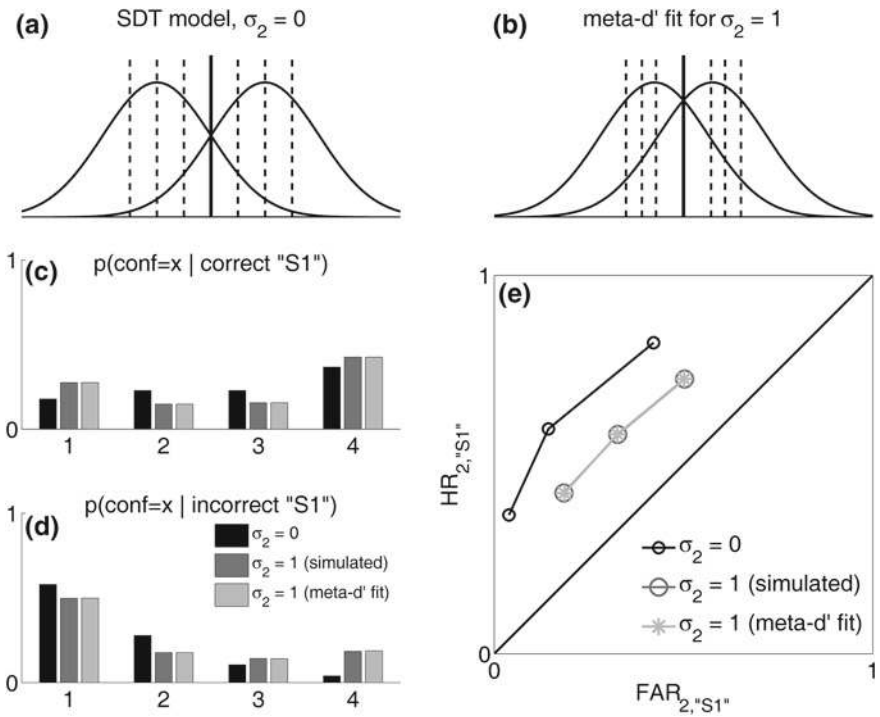 (a)
SDT model, σ2 = 0
(b)
meta-d' fit for σ2 = 1
(c)
p(conf=x | correct "S1")
1
0
1
2
3
4
(d)
p(conf=x | incorrect "S1")
σ2 = 0
σ2 = 1 (simulated)
σ2 = 1 (meta-d' fit)
1
0
1
2
3
4
(e)
1
HR2,"S1"
σ2 = 0
σ2 = 1 (simulated)
σ2 = 1 (meta-d' fit)
0
0
1
FAR2,"S1"